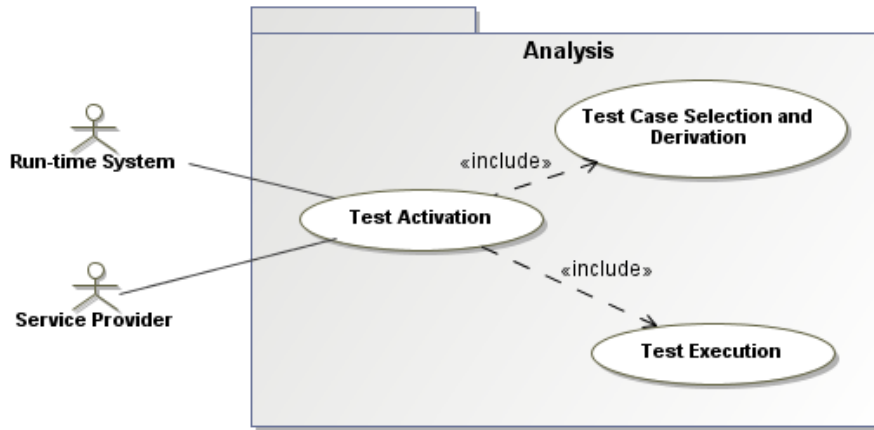 Analysis
Test Case Selection and
Derivation
«include»
Run-time System
Test Activation
«include»
Service Provider
Test Execution